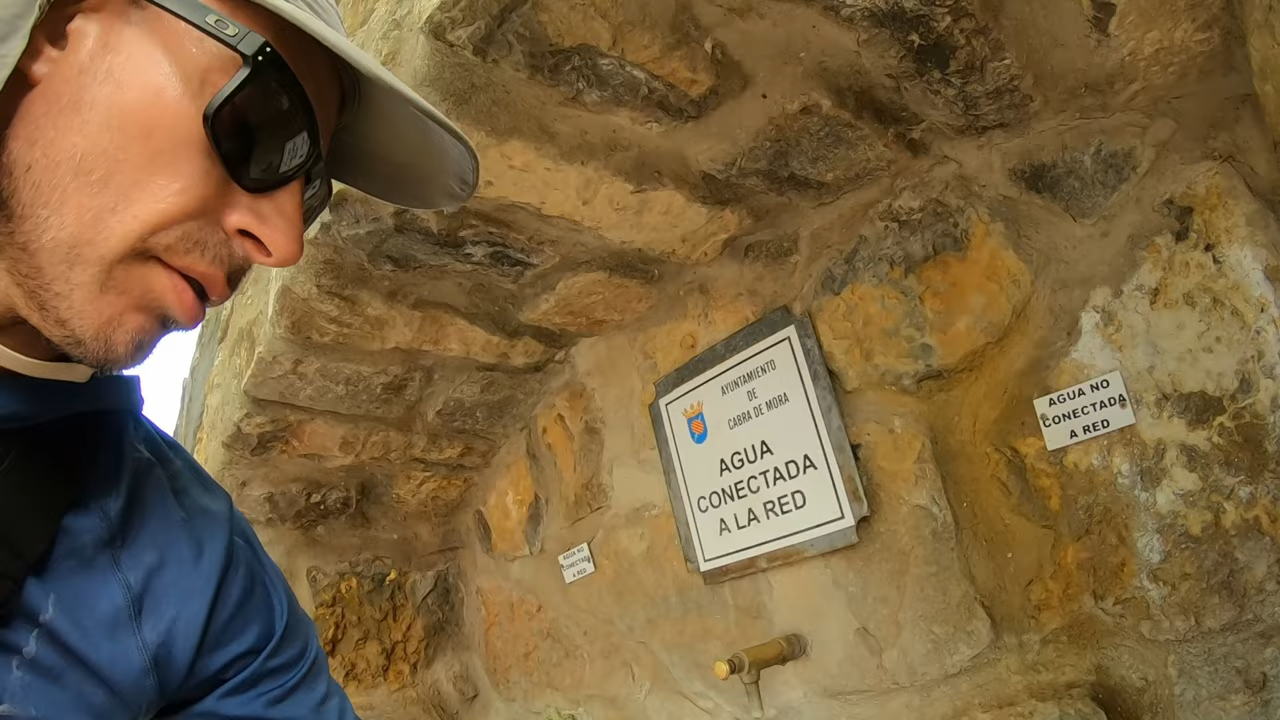 AYUNTAMIENTO
DE
CABRA DE MORA
AGUA
CONECTADA
A LA RED
AGUA NO
CONECTADA
A RED
AGUA NO
CONECTADA
A RED